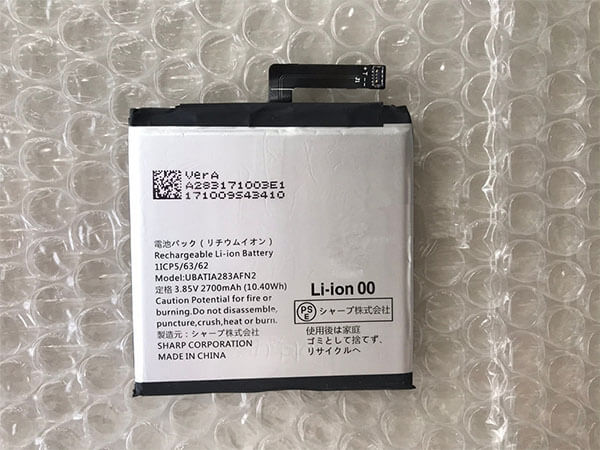 VerA
A283171003E1
171009S43410
電池パック（リチウムイオン）
Rechargeable Li-ion Battery
1ICP5/63/62
Model:UBATIA283AFN2
定格 3.85V 2700mAh (10.40Wh)
Caution Potential for fire or
burning.Do not disassemble,
puncture,crush,heat or burn.
製造元：シャープ株式会社
SHARP CORPORATION
MADE IN CHINA
Li-ion 00
PSE シャープ株式会社
使用後は家庭
ゴミとして捨てず、
リサイクルへ